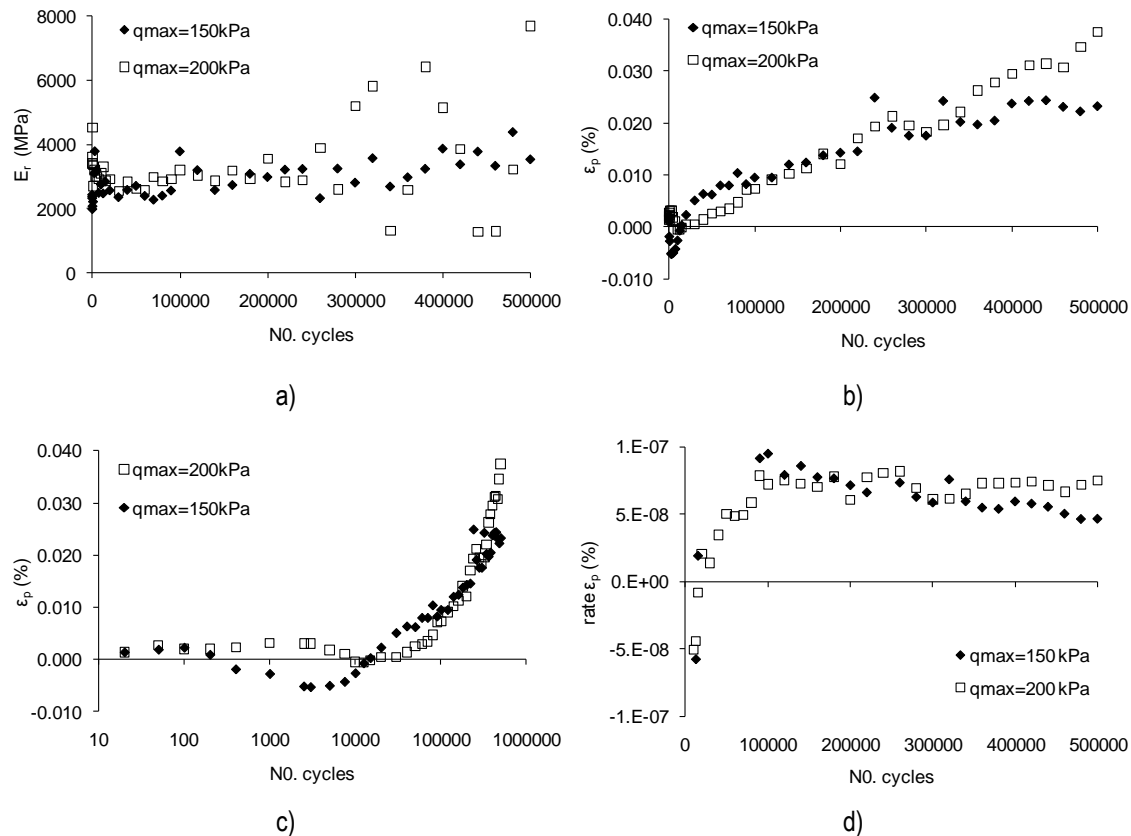 8000
6000
4000
2000
0
E_r (MPa)
qmax=150kPa
qmax=200kPa
0 100000 200000 300000 400000 500000
N0. cycles
a)
0.040
0.030
0.020
0.010
0.000
-0.010
ε_p (%)
qmax=150kPa
qmax=200kPa
0 100000 200000 300000 400000 500000
N0. cycles
b)
0.040
0.030
0.020
0.010
0.000
-0.010
ε_p (%)
qmax=200kPa
qmax=150kPa
10 100 1000 10000 100000 1000000
N0. cycles
c)
1.E-07
5.E-08
0.E+00
-5.E-08
-1.E-07
rate ε_p (%)
qmax=150 kPa
qmax=200 kPa
0 100000 200000 300000 400000 500000
N0. cycles
d)